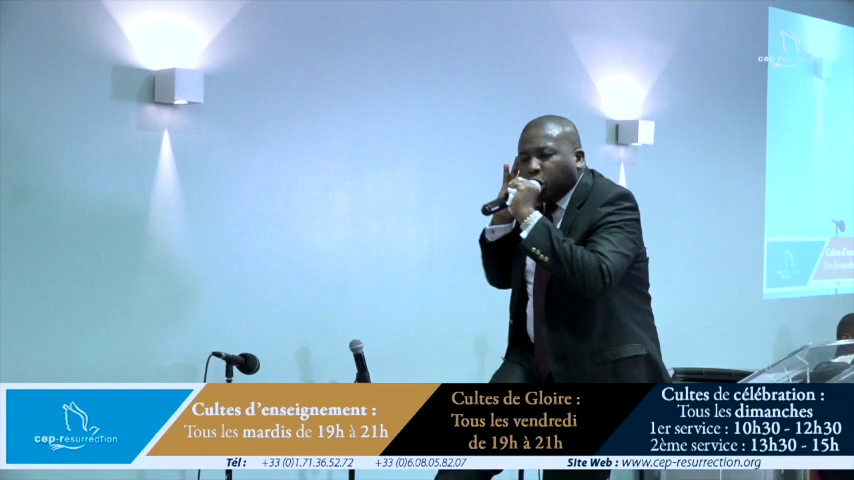 cep-r
cep-resurrection
Cultes d'enseignement :
Tous les mardis de 19h à 21h
Cultes de Gloire :
Tous les vendredi
de 19h à 21h
Cultes de célébration :
Tous les dimanches
1er service : 10h30 - 12h30
2ème service : 13h30 - 15h
Tél : +33 (0)1.71.36.52.72 +33 (0)6.08.05.82.07 Site Web : www.cep-resurrection.org